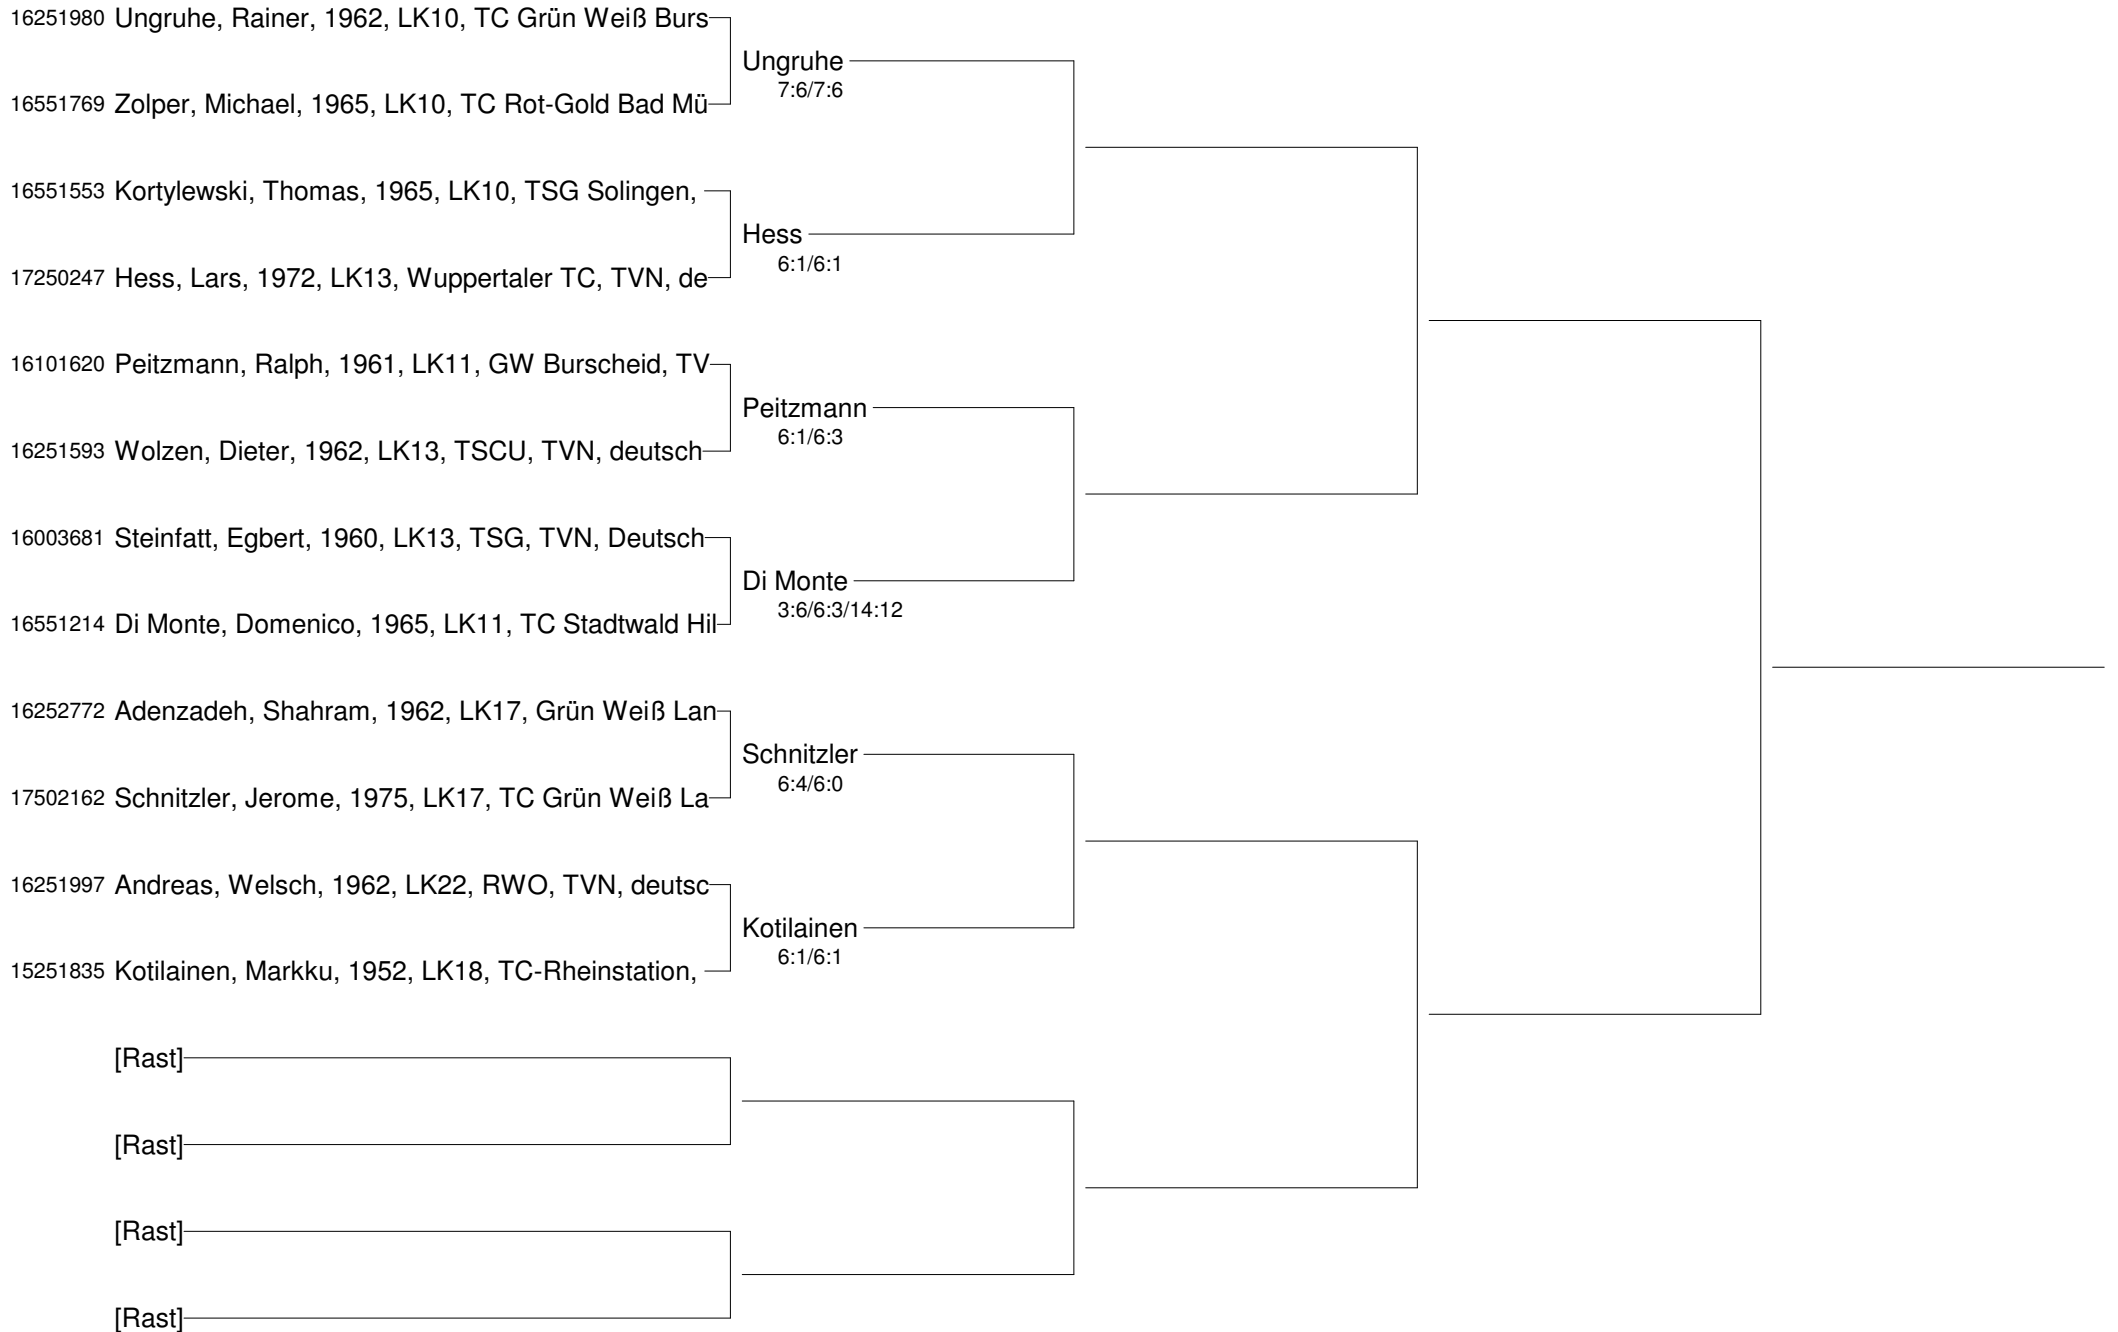 16251980 Ungruhe, Rainer, 1962, LK10, TC Grün Weiß Burs
Ungruhe
7:6/7:6
16551769 Zolper, Michael, 1965, LK10, TC Rot-Gold Bad Mü
16551553 Kortylewski, Thomas, 1965, LK10, TSG Solingen,
Hess
6:1/6:1
17250247 Hess, Lars, 1972, LK13, Wuppertaler TC, TVN, de
16101620 Peitzmann, Ralph, 1961, LK11, GW Burscheid, TV
Peitzmann
6:1/6:3
16251593 Wolzen, Dieter, 1962, LK13, TSCU, TVN, deutsch
16003681 Steinfatt, Egbert, 1960, LK13, TSG, TVN, Deutsch
Di Monte
3:6/6:3/14:12
16551214 Di Monte, Domenico, 1965, LK11, TC Stadtwald Hil
16252772 Adenzadeh, Shahram, 1962, LK17, Grün Weiß Lan
Schnitzler
6:4/6:0
17502162 Schnitzler, Jerome, 1975, LK17, TC Grün Weiß La
16251997 Andreas, Welsch, 1962, LK22, RWO, TVN, deutsc
Kotilainen
6:1/6:1
15251835 Kotilainen, Markku, 1952, LK18, TC-Rheinstation,
[Rast]
[Rast]
[Rast]
[Rast]